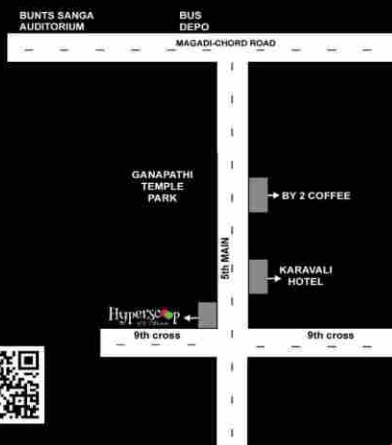 BUNTS SANGA
AUDITORIUM
BUS
DEPO
MAGADI-CHORD ROAD
GANAPATHI
TEMPLE
PARK
BY 2 COFFEE
5th MAIN
KARAVALI
HOTEL
Hyperscoop
9th cross
9th cross